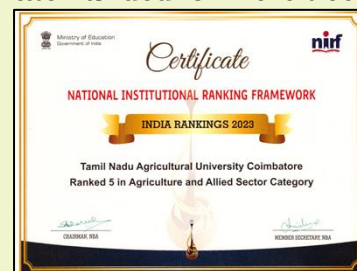 Ministry of Education
Government of India
nirf
Certificate
NATIONAL INSTITUTIONAL RANKING FRAMEWORK
INDIA RANKINGS 2023
Tamil Nadu Agricultural University Coimbatore
Ranked 5 in Agriculture and Allied Sector Category
CHAIRMAN, NBA
MEMBER SECRETARY, NBA